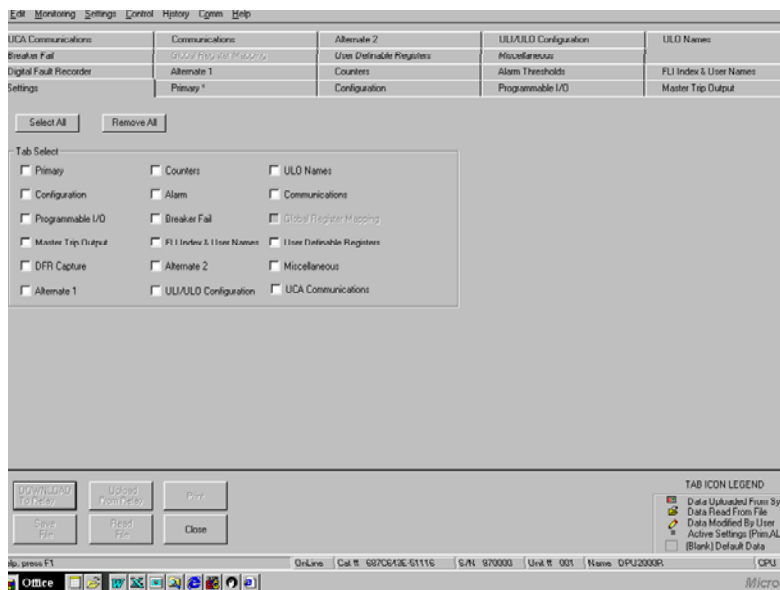 Edit Monitoring Settings Control History Comm Help
UCA Communications Communications Alternate 2 ULI/ULO Configuration ULO Names
Breaker Fail Global Register Mapping User Definable Registers Miscellaneous
Digital Fault Recorder Alternate 1 Counters Alarm Thresholds FLI Index & User Names
Settings Primary * Configuration Programmable I/O Master Trip Output
Select All Remove All
Tab Select
Primary Counters ULO Names
Configuration Alarm Communications
Programmable I/O Breaker Fail Global Register Mapping
Master Trip Output FLI Index & User Names User Definable Registers
DFR Capture Alternate 2 Miscellaneous
Alternate 1 ULI/ULO Configuration UCA Communications
DOWNLOAD To Relay Upload From Relay Print
Save File Read File Close
TAB ICON LEGEND
Data Uploaded From Sy
Data Read From File
Data Modified By User
Active Settings (Prim,AL
(Blank) Default Data
elp, press F1 OnLine Cat # 687C643E-61116 S/N 970000 Unit # 001 Name DPU2000R CPU
Office Micro